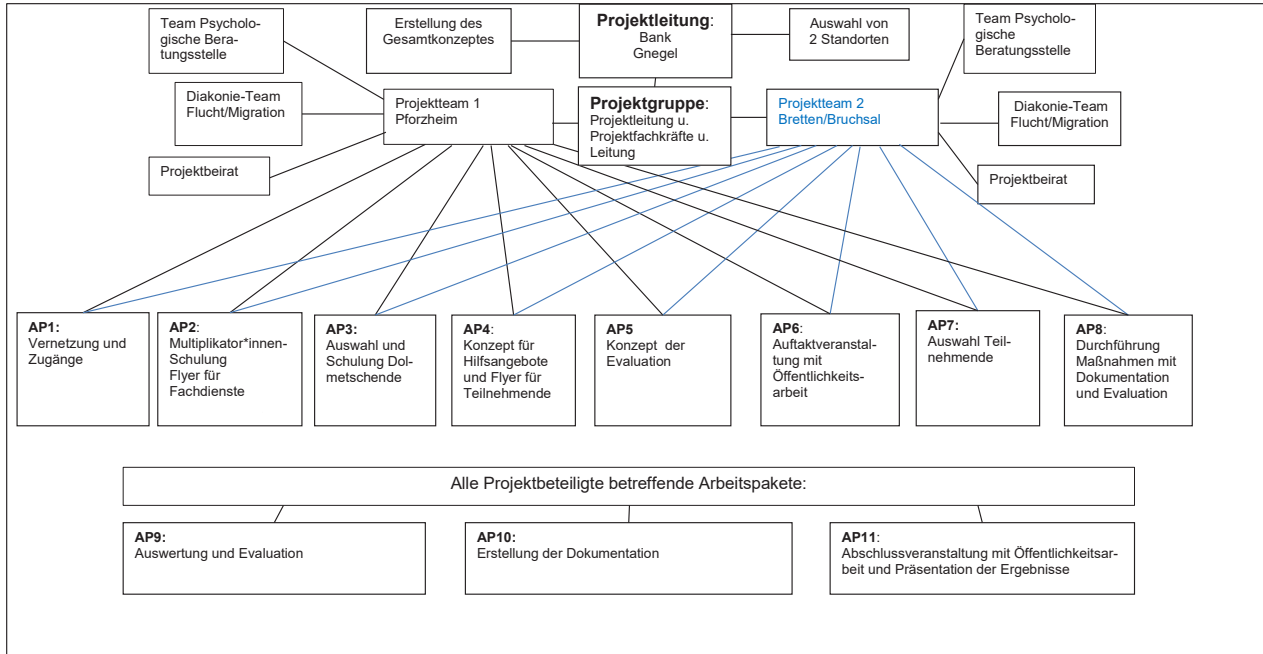 Team Psycholo-
gische Bera-
tungsstelle
Erstellung des
Gesamtkonzeptes
Projektleitung:
Bank
Gnegel
Auswahl von
2 Standorten
Team Psycholo-
gische
Beratungsstelle
Diakonie-Team
Flucht/Migration
Projektteam 1
Pforzheim
Projektgruppe:
Projektleitung u.
Projektfachkräfte u.
Leitung
Projektteam 2
Bretten/Bruchsal
Diakonie-Team
Flucht/Migration
Projektbeirat
Projektbeirat
AP1:
Vernetzung und
Zugänge
AP2:
Multiplikator*innen-
Schulung
Flyer für
Fachdienste
AP3:
Auswahl und
Schulung Dol-
metschende
AP4:
Konzept für
Hilfsangebote
und Flyer für
Teilnehmende
AP5
Konzept der
Evaluation
AP6:
Auftaktveranstal-
taltung mit
Öffentlichkeits-
arbeit
AP7:
Auswahl Teil-
nehmende
AP8:
Durchführung
Maßnahmen mit
Dokumentation
und Evaluation
Alle Projektbeteiligte betreffende Arbeitspakete:
AP9:
Auswertung und Evaluation
AP10:
Erstellung der Dokumentation
AP11:
Abschlussveranstaltung mit Öffentlichkeitsar-
beit und Präsentation der Ergebnisse